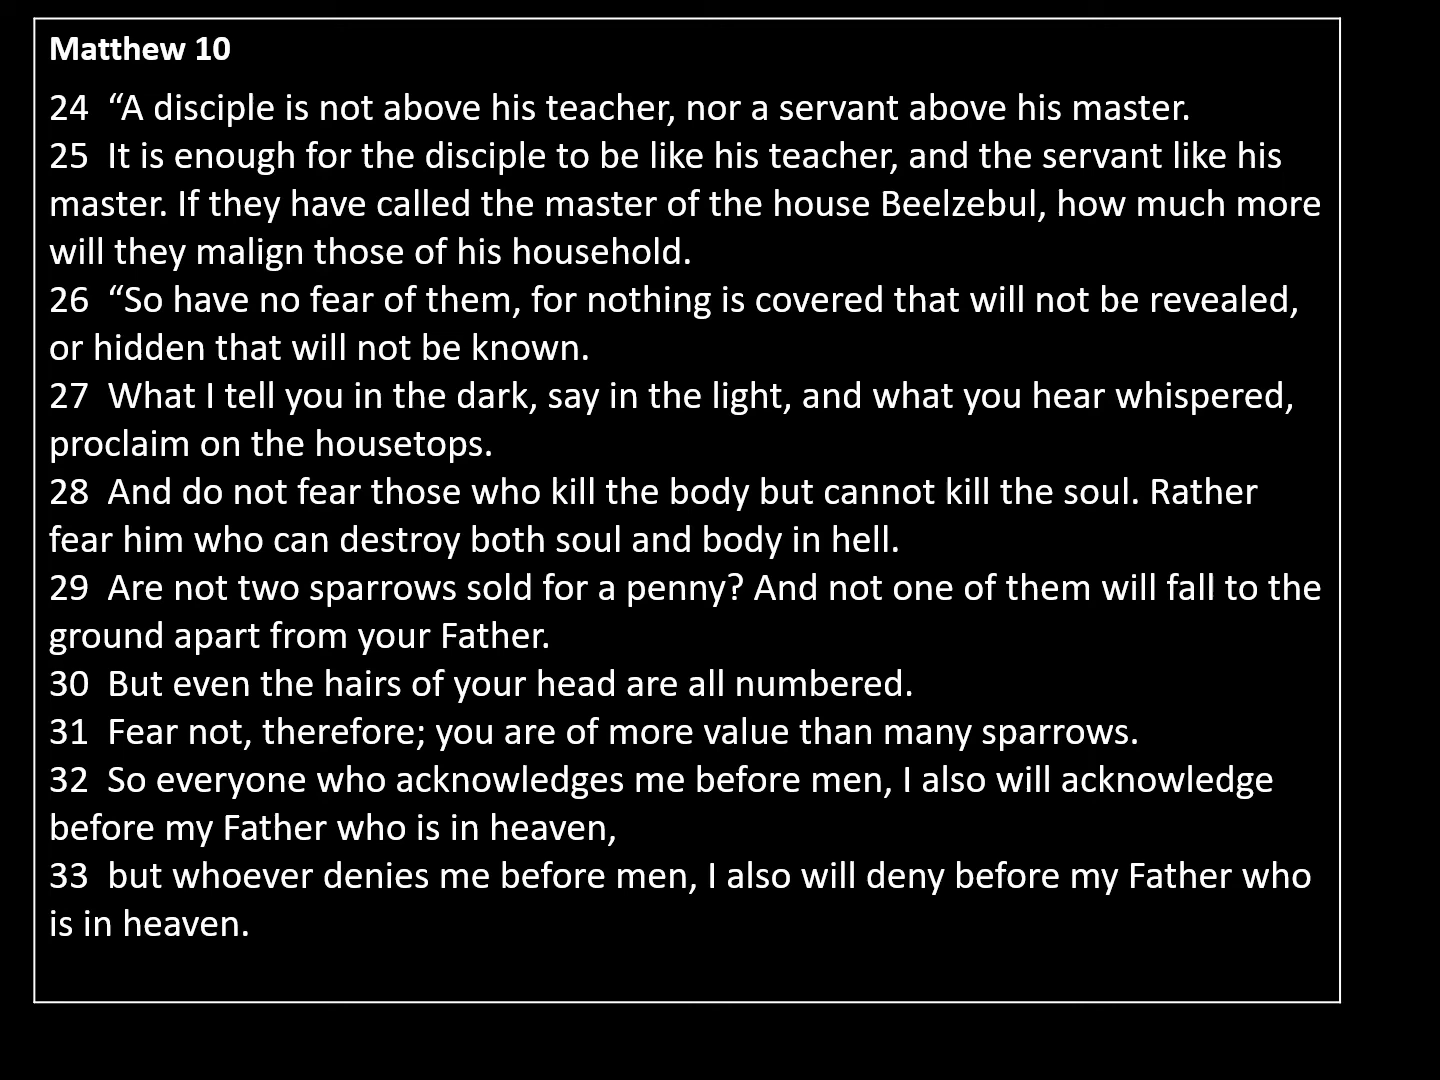 Matthew 10
24 “A disciple is not above his teacher, nor a servant above his master.
25 It is enough for the disciple to be like his teacher, and the servant like his
master. If they have called the master of the house Beelzebul, how much more
will they malign those of his household.
26 “So have no fear of them, for nothing is covered that will not be revealed,
or hidden that will not be known.
27 What I tell you in the dark, say in the light, and what you hear whispered,
proclaim on the housetops.
28 And do not fear those who kill the body but cannot kill the soul. Rather
fear him who can destroy both soul and body in hell.
29 Are not two sparrows sold for a penny? And not one of them will fall to the
ground apart from your Father.
30 But even the hairs of your head are all numbered.
31 Fear not, therefore; you are of more value than many sparrows.
32 So everyone who acknowledges me before men, I also will acknowledge
before my Father who is in heaven,
33 but whoever denies me before men, I also will deny before my Father who
is in heaven.